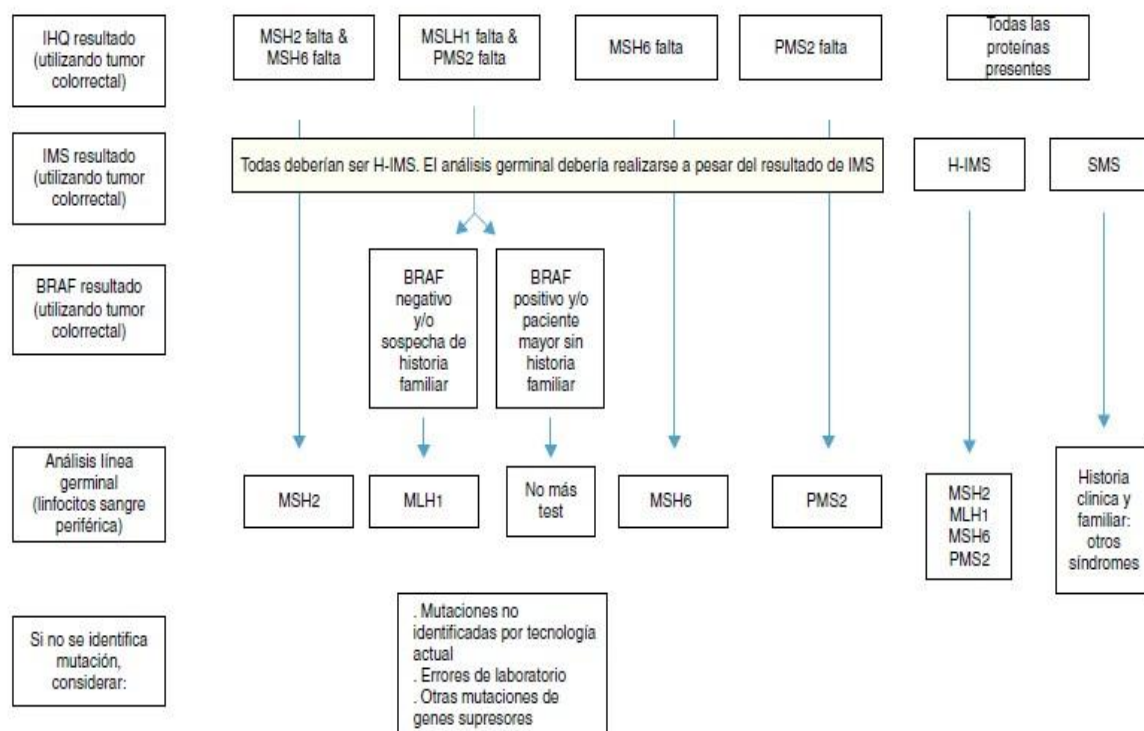 IHQ resultado
(utilizando tumor
colorrectal)
MSH2 falta &
MSH6 falta
MSLH1 falta &
PMS2 falta
MSH6 falta
PMS2 falta
Todas las
proteínas
presentes
IMS resultado
(utilizando tumor
colorrectal)
Todas deberían ser H-IMS. El análisis germinal debería realizarse a pesar del resultado de IMS
H-IMS
SMS
BRAF resultado
(utilizando tumor
colorrectal)
BRAF
negativo
y/o
sospecha de
historia
familiar
BRAF
positivo y/o
paciente
mayor sin
historia
familiar
Análisis línea
germinal
(linfocitos sangre
periférica)
MSH2
MLH1
No más
test
MSH6
PMS2
MSH2
MLH1
MSH6
PMS2
Historia
clinica y
familiar:
otros
síndromes
Si no se identifica
mutación,
considerar:
. Mutaciones no
identificadas por tecnología
actual
. Errores de laboratorio
. Otras mutaciones de
genes supresores